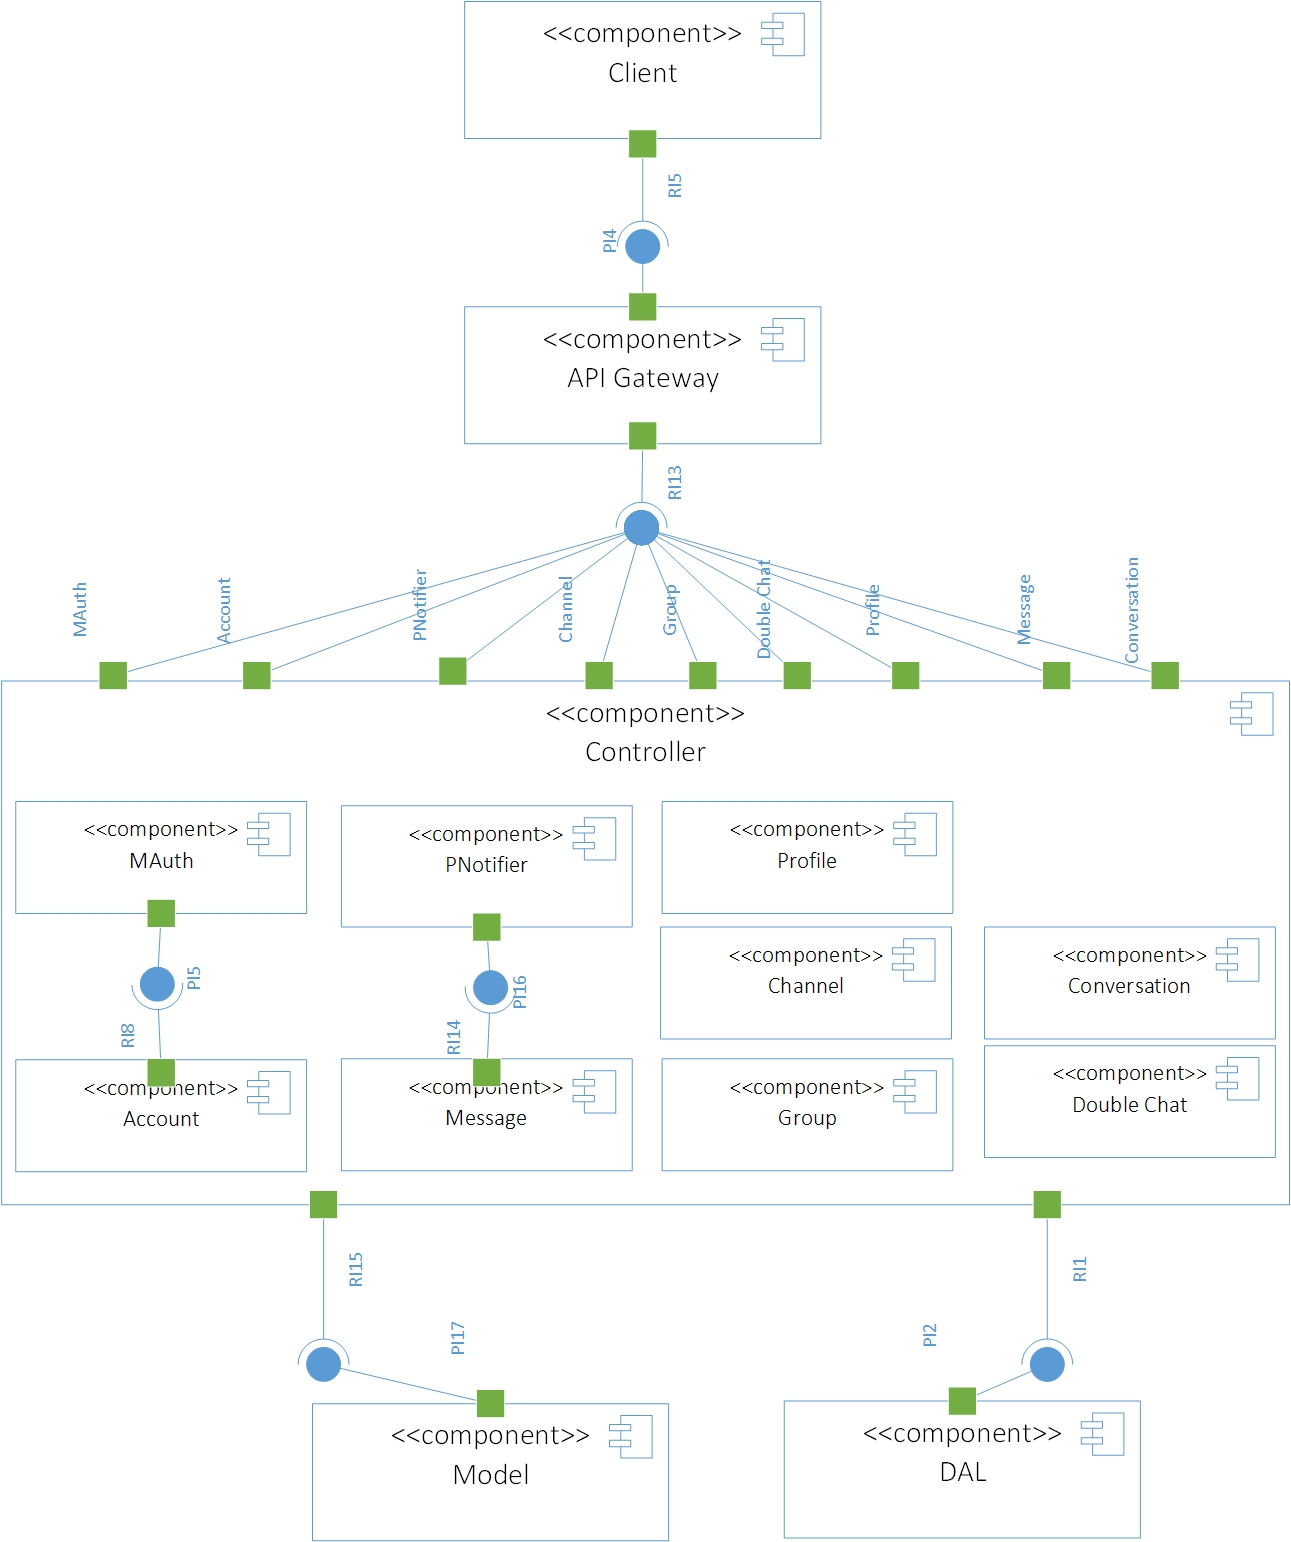 <<component>>
Client
RI5
PI4
<<component>>
API Gateway
RI13
MAuth
Account
PNotifier
Channel
Group
Double Chat
Profile
Message
Conversation
<<component>>
Controller
<<component>>
MAuth
<<component>>
PNotifier
<<component>>
Profile
<<component>>
Channel
<<component>>
Conversation
PI5
PI16
RI8
RI14
<<component>>
Account
<<component>>
Message
<<component>>
Group
<<component>>
Double Chat
RI15
RI1
PI17
PI2
<<component>>
Model
<<component>>
DAL